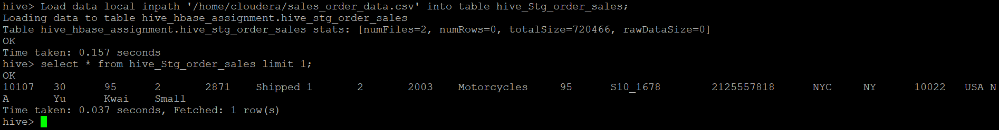 hive> Load data local inpath '/home/cloudera/sales_order_data.csv' into table hive_Stg_order_sales;
Loading data to table hive_hbase_assignment.hive_stg_order_sales
Table hive_hbase_assignment.hive_stg_order_sales stats: [numFiles=2, numRows=0, totalSize=720466, rawDataSize=0]
OK
Time taken: 0.157 seconds
hive> select * from hive_Stg_order_sales limit 1;
OK
10107   30      95      2       2871    Shipped 1       2       2003    Motorcycles     95      S10_1678        2125557818      NYC     NY      10022   USA N
A       Yu      Kwai    Small
Time taken: 0.037 seconds, Fetched: 1 row(s)
hive>